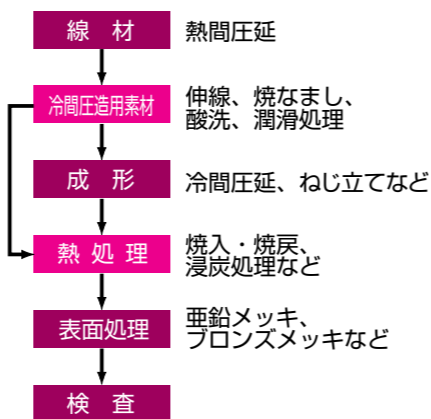 線 材
熱間圧延
冷間圧造用素材
伸線、焼なまし、
酸洗、潤滑処理
成 形
冷間圧延、ねじ立てなど
熱 処 理
焼入・焼戻、
浸炭処理など
表面処理
亜鉛メッキ、
ブロンズメッキなど
検 査